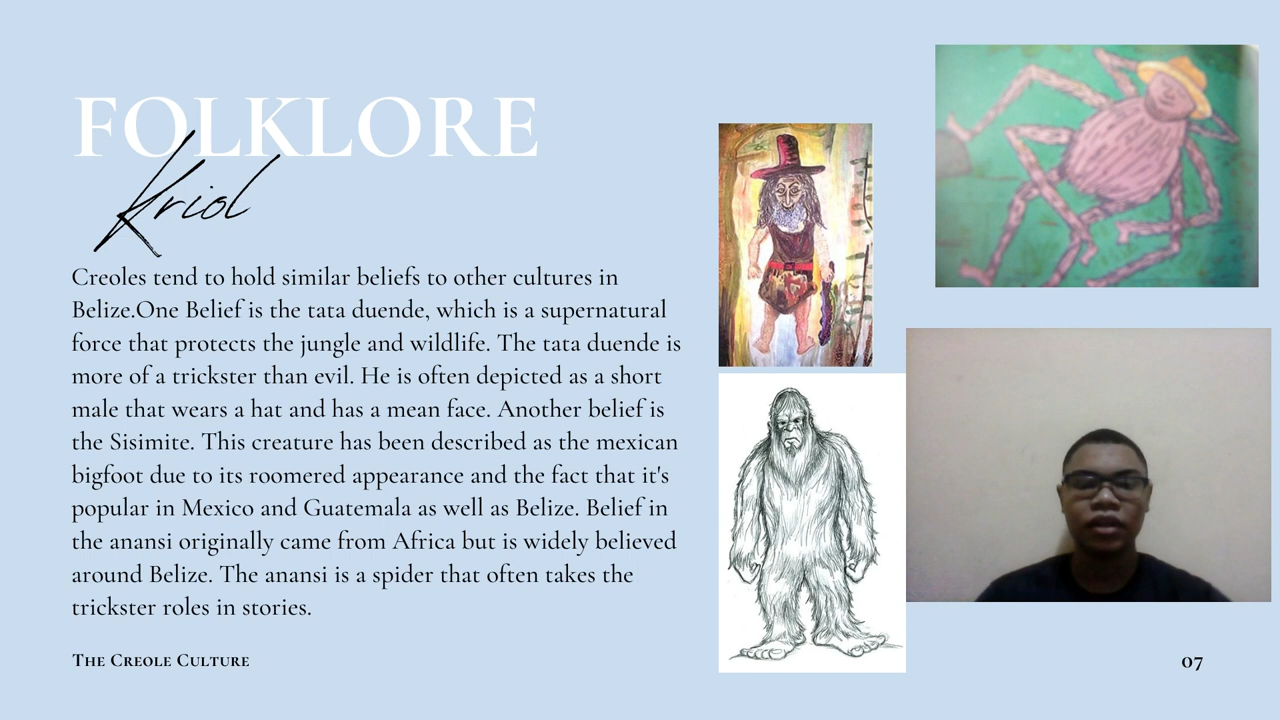 FOLKLORE
Kriol
Creoles tend to hold similar beliefs to other cultures in
Belize.One Belief is the tata duende, which is a supernatural
force that protects the jungle and wildlife. The tata duende is
more of a trickster than evil. He is often depicted as a short
male that wears a hat and has a mean face. Another belief is
the Sisimite. This creature has been described as the mexican
bigfoot due to its roomered appearance and the fact that it's
popular in Mexico and Guatemala as well as Belize. Belief in
the anansi originally came from Africa but is widely believed
around Belize. The anansi is a spider that often takes the
trickster roles in stories.
The Creole Culture
07